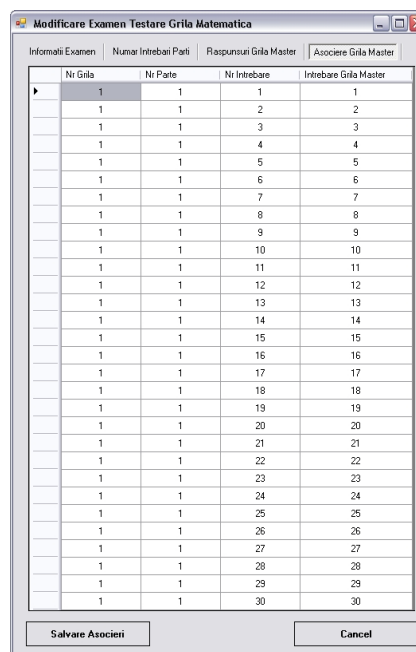 Modificare Examen Testare Grila Matematica
Informatii Examen Numar Intrebari Parti Raspunsuri Grila Master Asociere Grila Master
Nr Grila Nr Parte Nr Intrebare Intrebare Grila Master
1 1 1 1
1 1 2 2
1 1 3 3
1 1 4 4
1 1 5 5
1 1 6 6
1 1 7 7
1 1 8 8
1 1 9 9
1 1 10 10
1 1 11 11
1 1 12 12
1 1 13 13
1 1 14 14
1 1 15 15
1 1 16 16
1 1 17 17
1 1 18 18
1 1 19 19
1 1 20 20
1 1 21 21
1 1 22 22
1 1 23 23
1 1 24 24
1 1 25 25
1 1 26 26
1 1 27 27
1 1 28 28
1 1 29 29
1 1 30 30
Salvare Asocieri Cancel